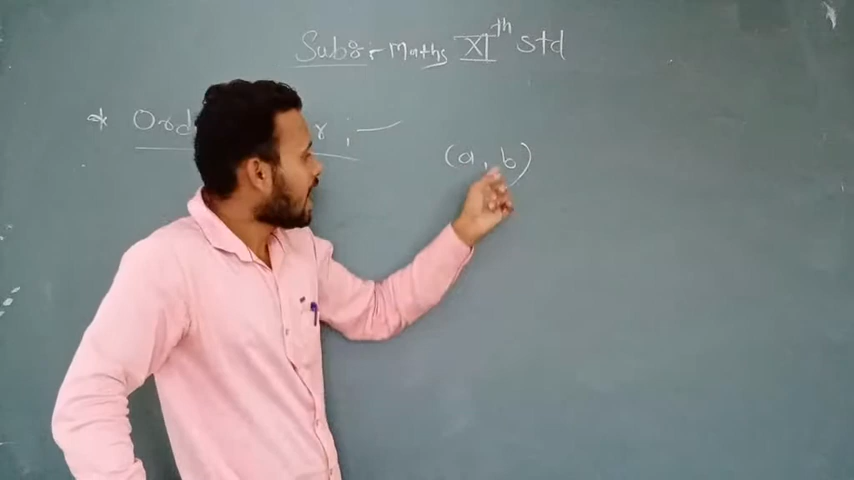 Sub:- Maths XI th std
* Ord r :-
(a, b)